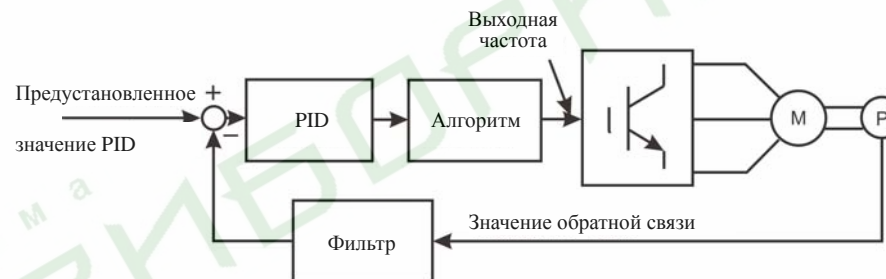 Выходная
частота
Предустановленное
значение PID
+
−
PID
Алгоритм
M
P
Значение обратной связи
Фильтр